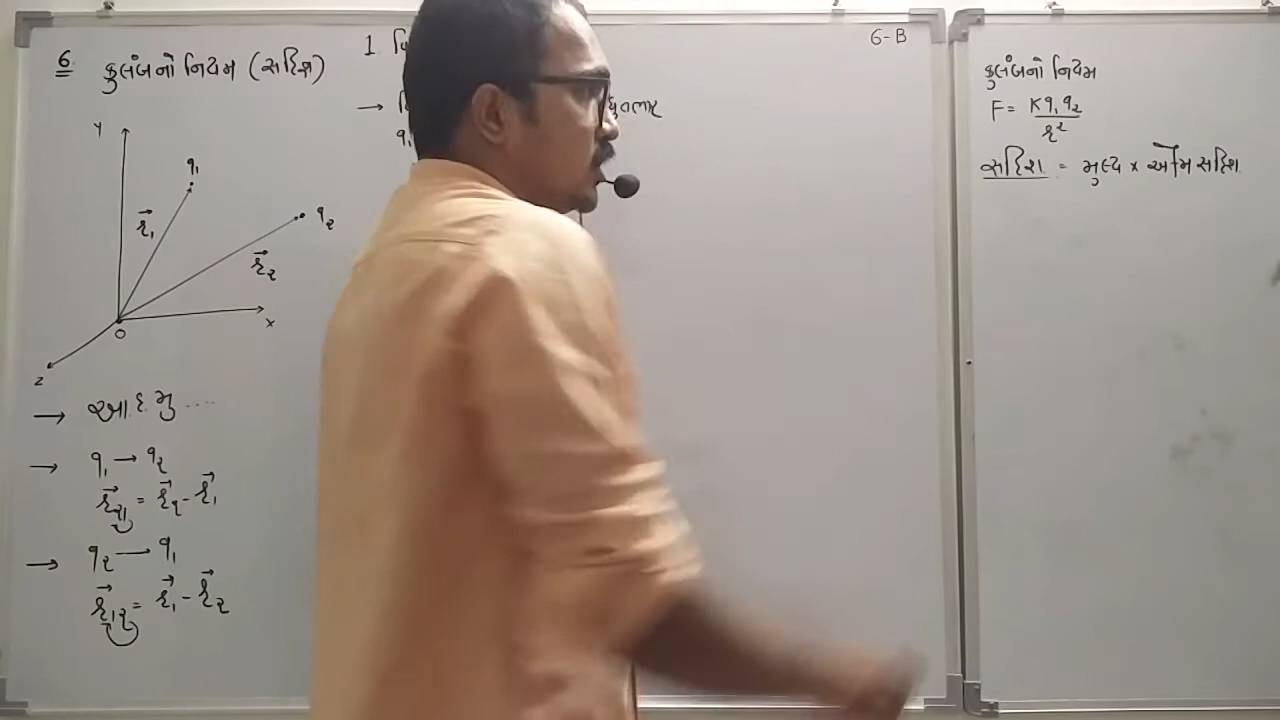 6. કુલંબનો નિયમ (સદિશ)
Y
q₁
r⃗₁
q₂
r⃗₂
X
O
Z
→ આ દ મુ ....
→ q₁ → q₂
r⃗₂₁ = r⃗₂ - r⃗₁
→ q₂ → q₁
r⃗₁₂ = r⃗₁ - r⃗₂
1
→
q₁
6-B
કુલંબનો નિયમ
F = Kq₁q₂ / r²
સદિશ = મુલ્ય × એકમ સદિશ